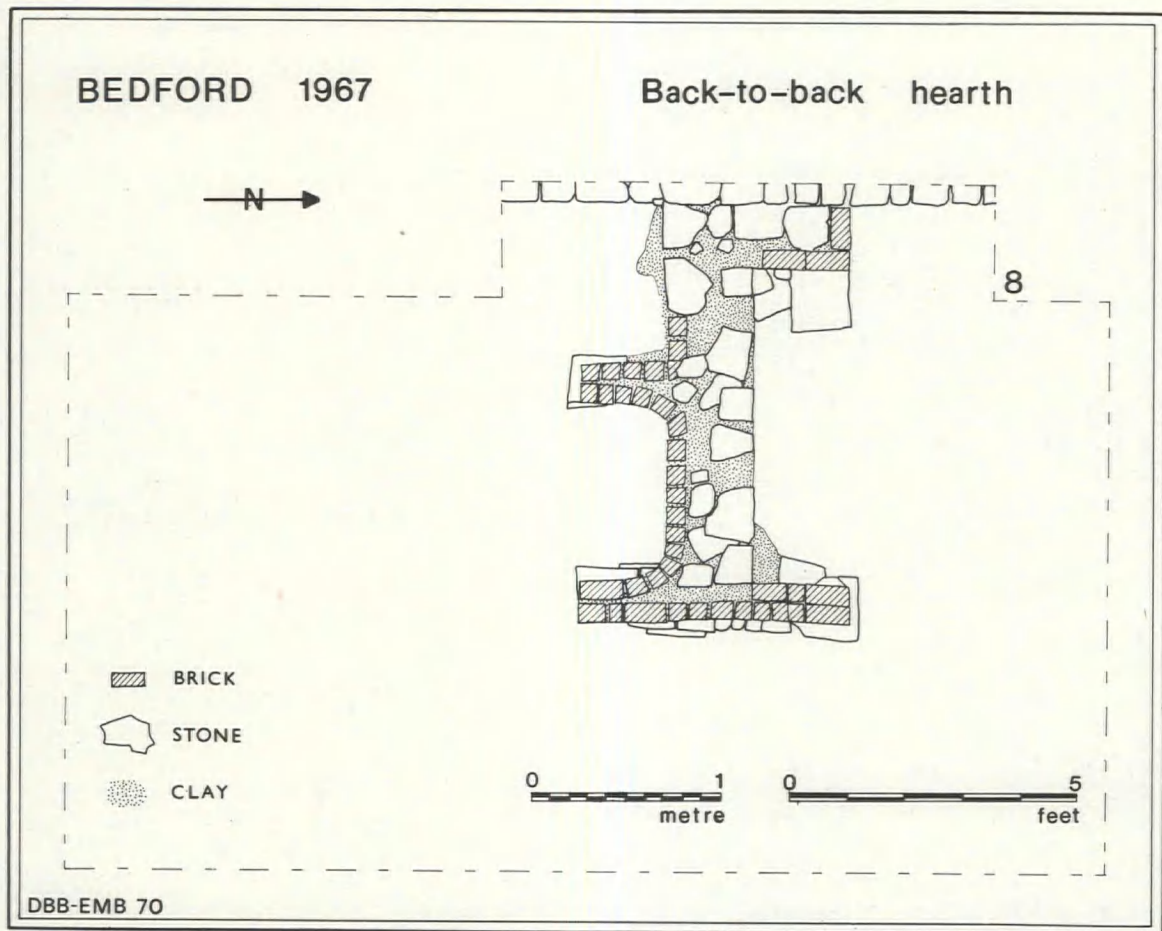 BEDFORD 1967
Back-to-back hearth
N
8
BRICK
STONE
CLAY
0 1
metre
0 5
feet
DBB-EMB 70